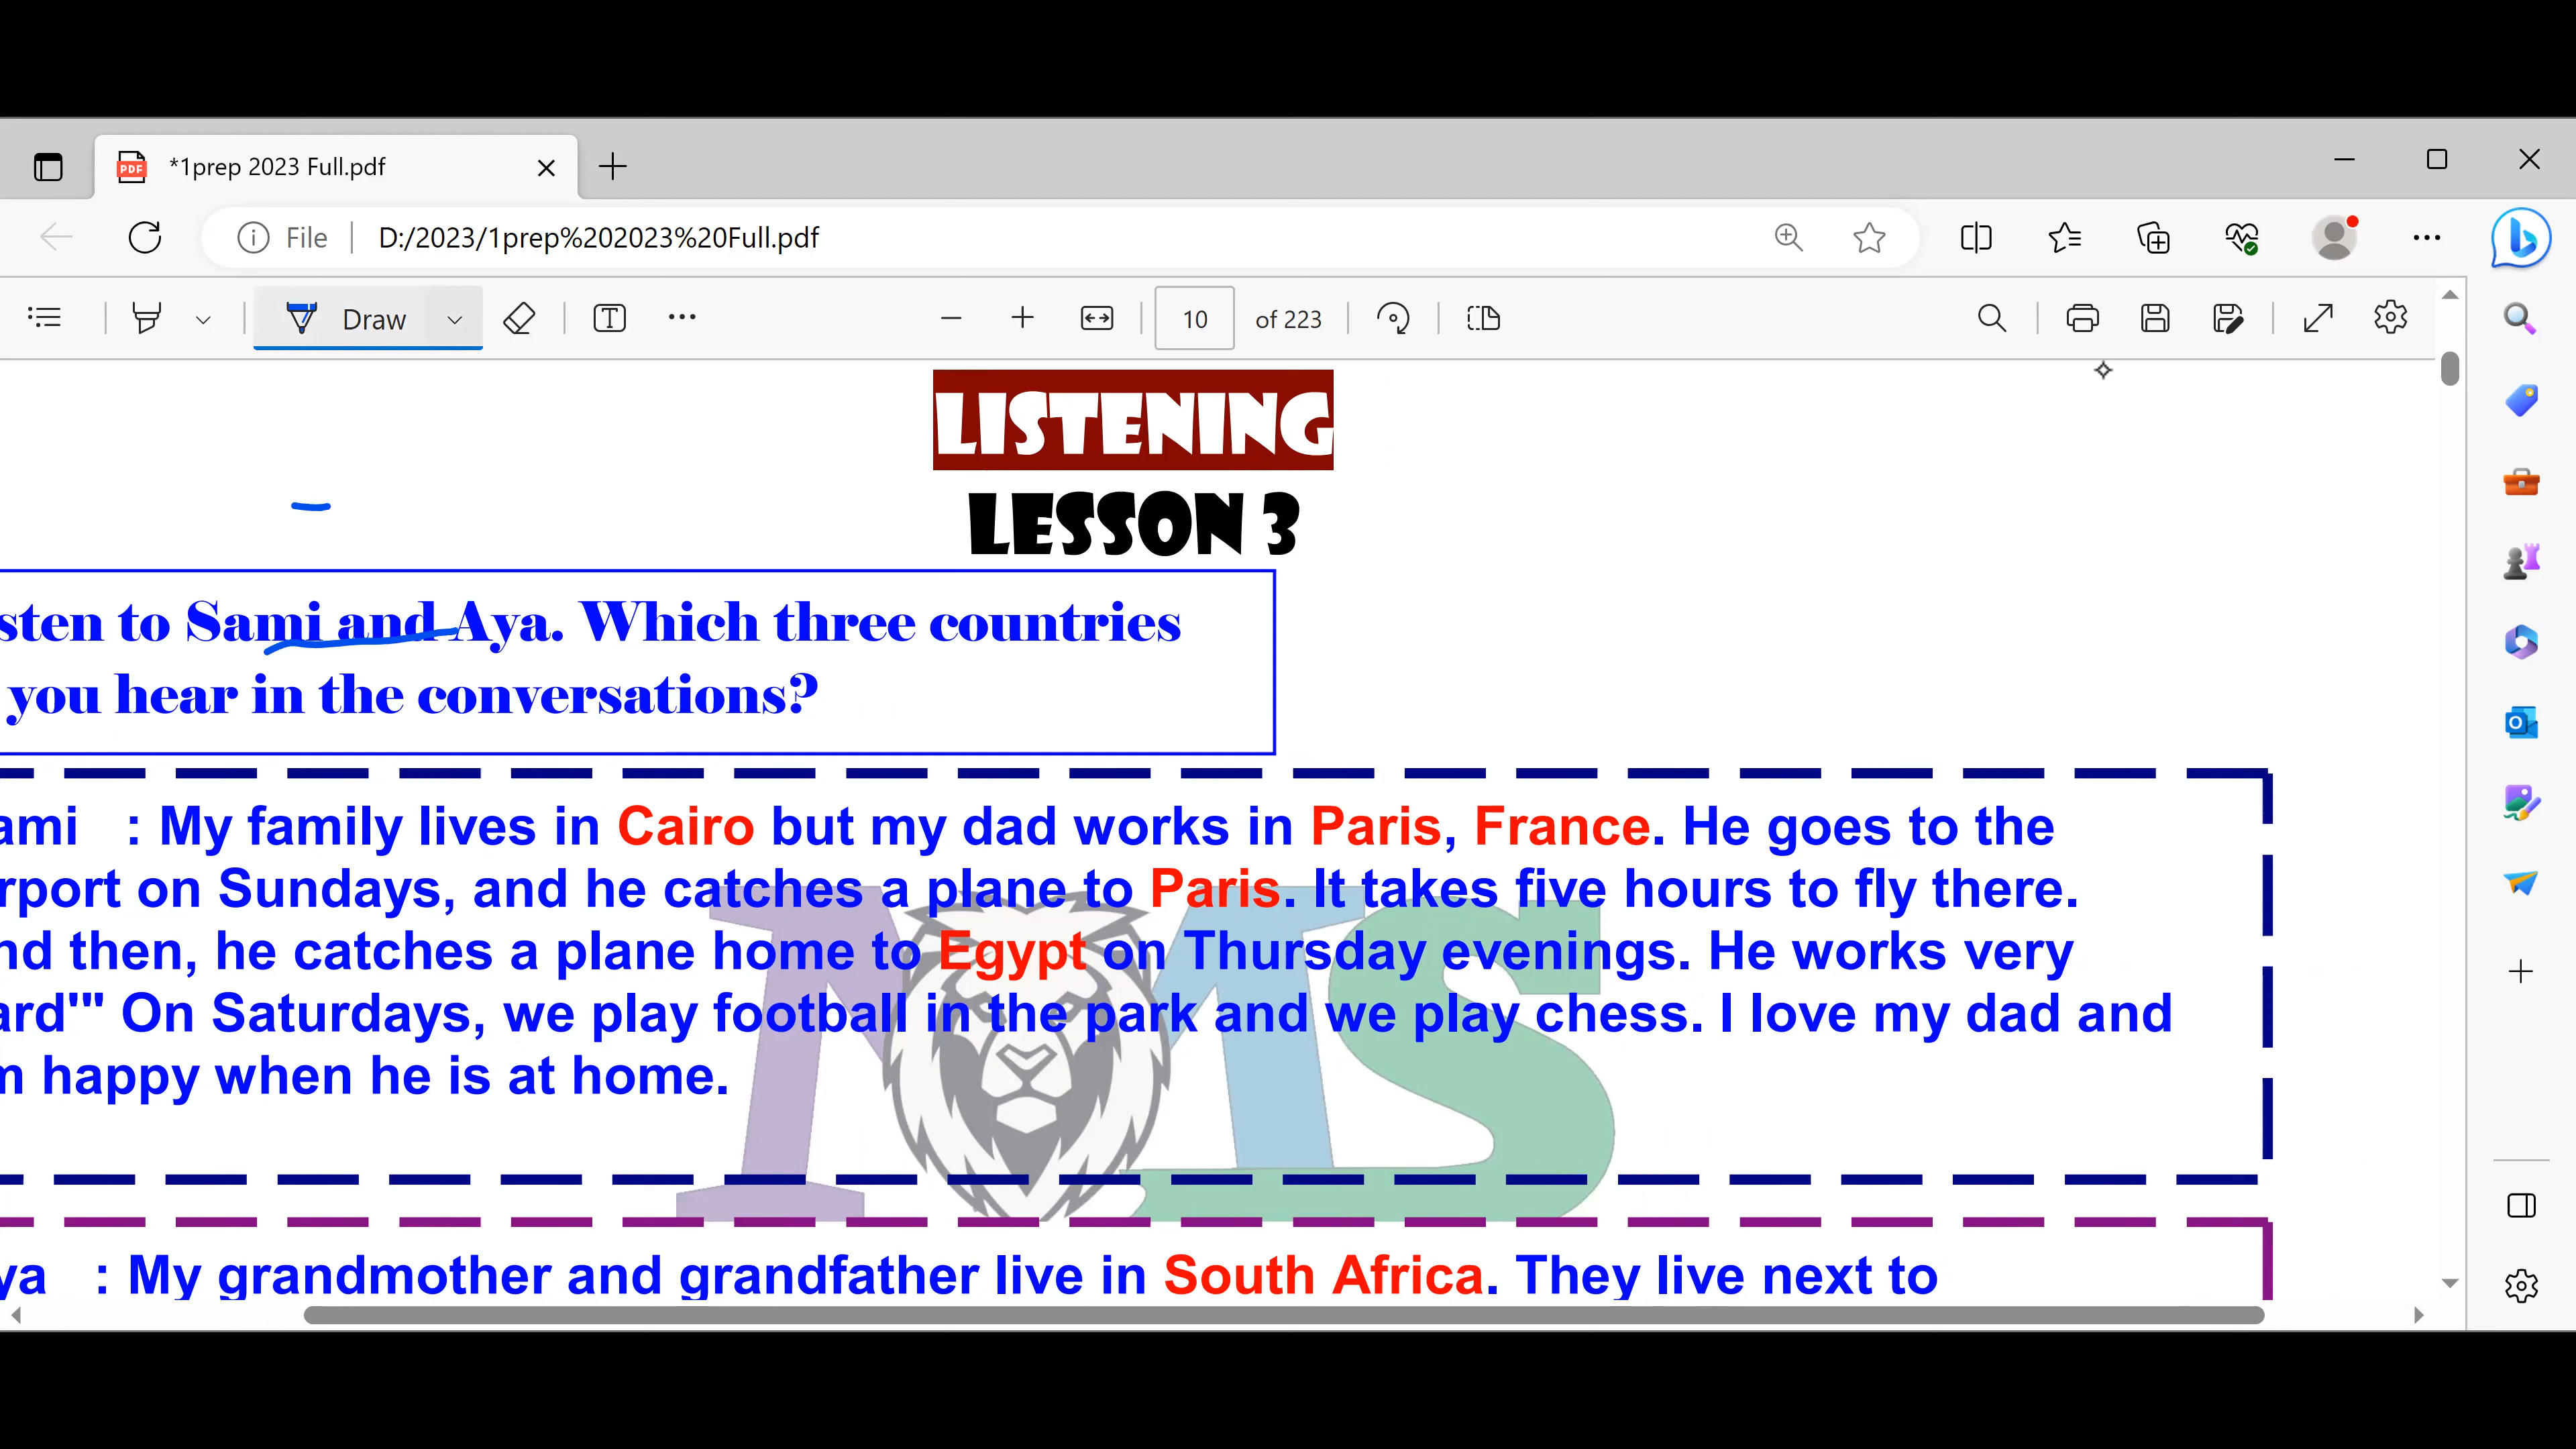 *1prep 2023 Full.pdf
File D:/2023/1prep%202023%20Full.pdf
Draw 10 of 223
LISTENING
LESSON 3
sten to Sami and Aya. Which three countries
you hear in the conversations?
ami : My family lives in Cairo but my dad works in Paris, France. He goes to the
rport on Sundays, and he catches a plane to Paris. It takes five hours to fly there.
nd then, he catches a plane home to Egypt on Thursday evenings. He works very
ard'" On Saturdays, we play football in the park and we play chess. I love my dad and
m happy when he is at home.
MS
ya : My grandmother and grandfather live in South Africa. They live next to